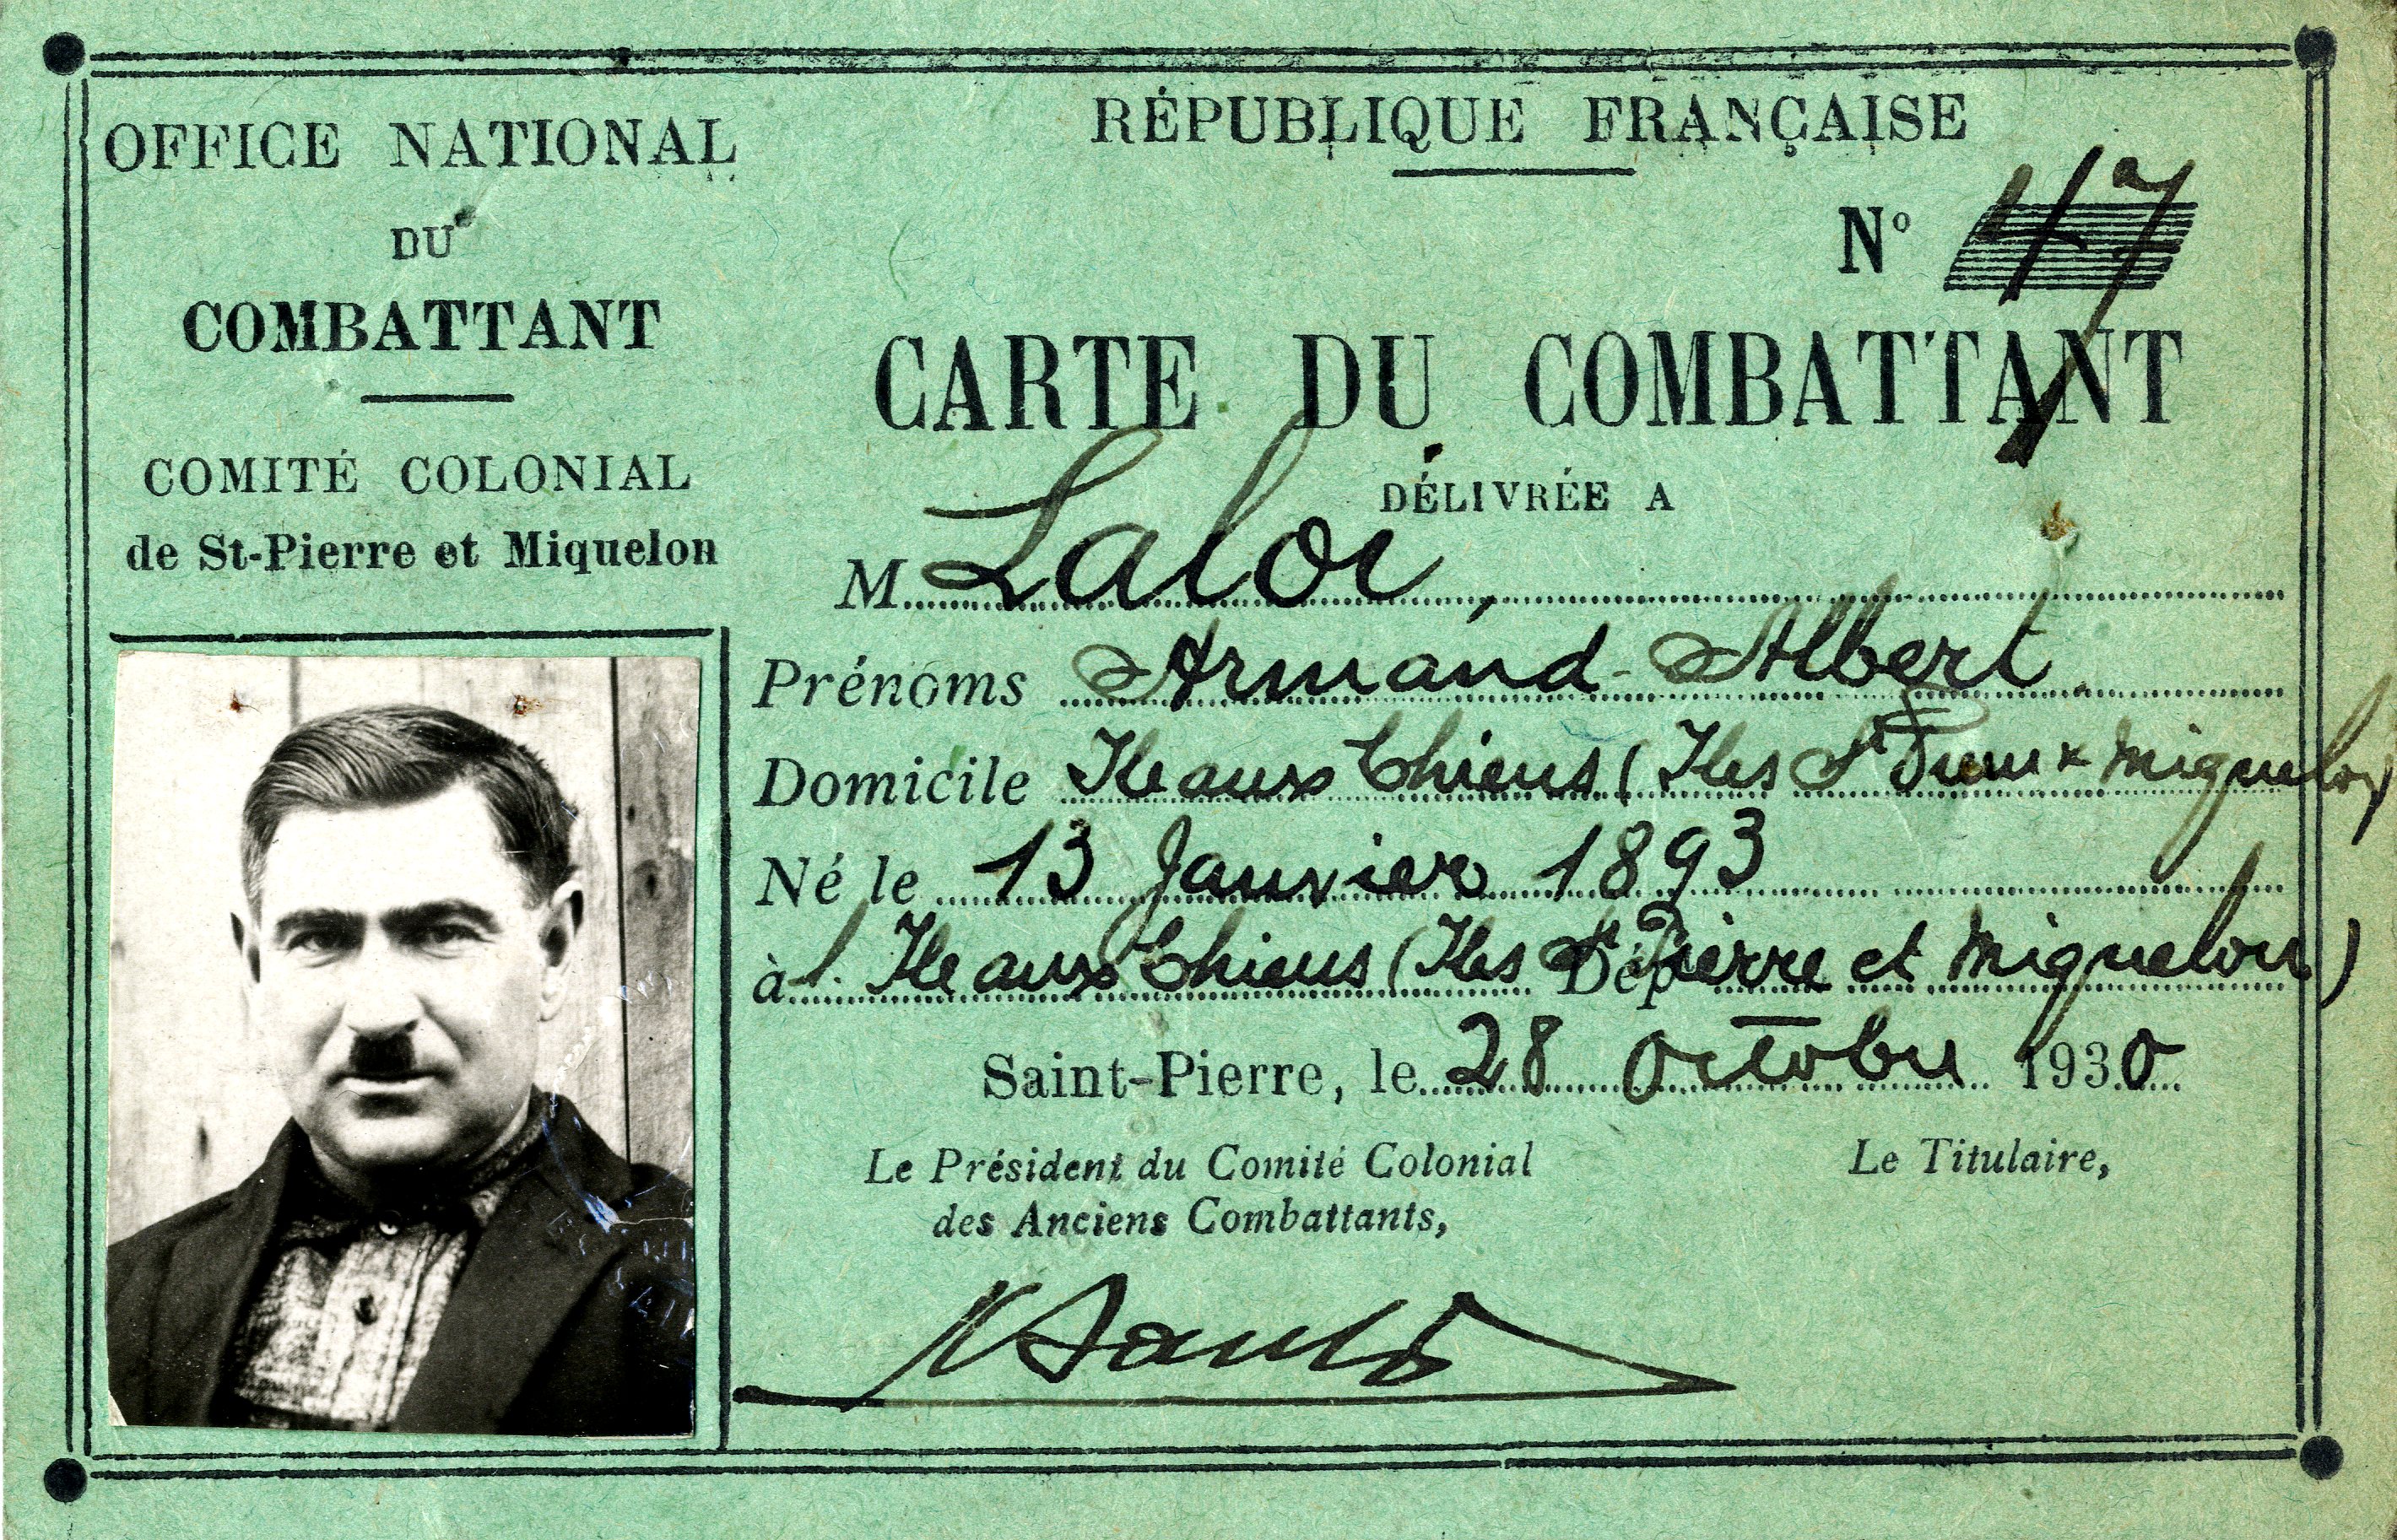 OFFICE NATIONAL
DU
COMBATTANT
COMITÉ COLONIAL
de St-Pierre et Miquelon
RÉPUBLIQUE FRANÇAISE
N° 47
CARTE DU COMBATTANT
DÉLIVRÉE A
M Laloi,
Prénoms Armand-Albert
Domicile Ile aux Chiens (Iles St Pierre & Miquelon)
Né le 13 Janvier 1893
à l'Ile aux Chiens (Iles St Pierre et Miquelon) Dép
Saint-Pierre, le 28 Octobre 1930
Le Président du Comité Colonial
des Anciens Combattants,
Le Titulaire,